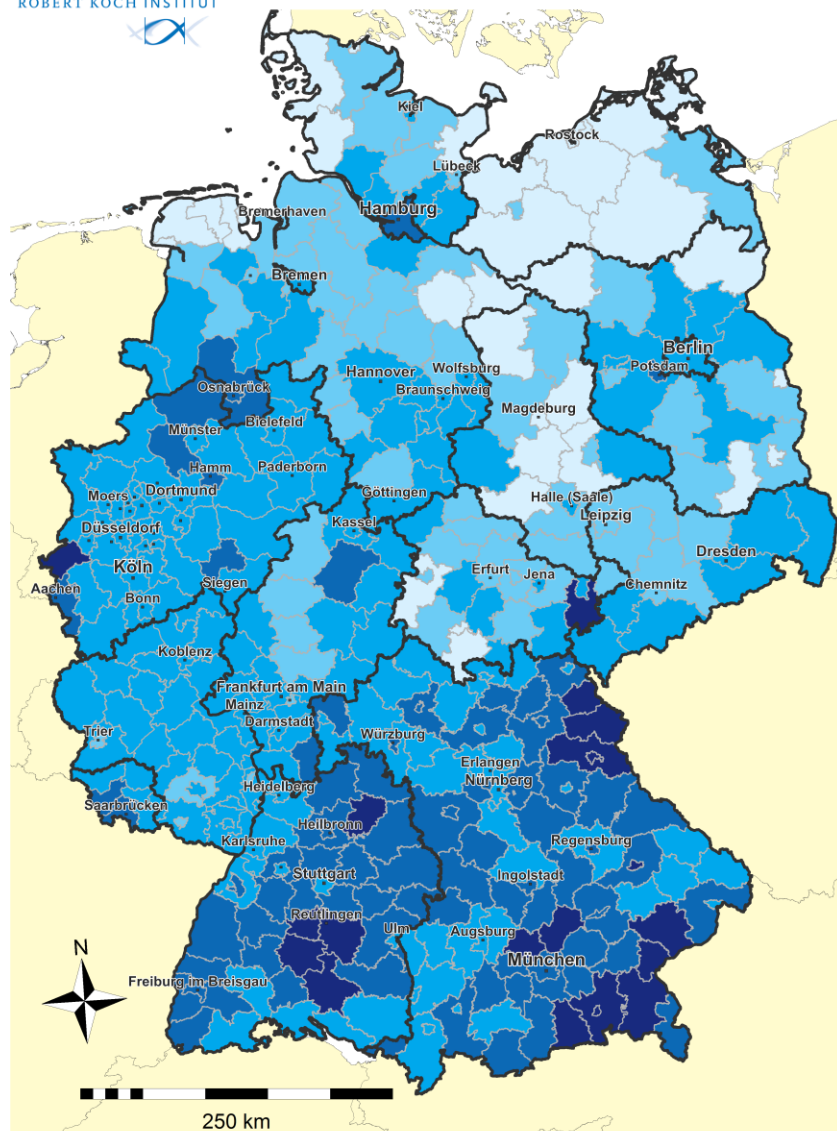 ROBERT KOCH INSTITUT
Kiel
Rostock
Lübeck
Hamburg
Bremerhaven
Bremen
Berlin
Potsdam
Hannover
Wolfsburg
Braunschweig
Magdeburg
Osnabrück
Bielefeld
Münster
Hamm
Paderborn
Moers
Dortmund
Göttingen
Halle (Saale)
Leipzig
Düsseldorf
Kassel
Dresden
Köln
Erfurt
Jena
Aachen
Siegen
Chemnitz
Bonn
Koblenz
Frankfurt am Main
Mainz
Trier
Darmstadt
Würzburg
Erlangen
Nürnberg
Heidelberg
Saarbrücken
Heilbronn
Karlsruhe
Regensburg
Stuttgart
Ingolstadt
Reutlingen
Ulm
Augsburg
München
Freiburg im Breisgau
N
250 km